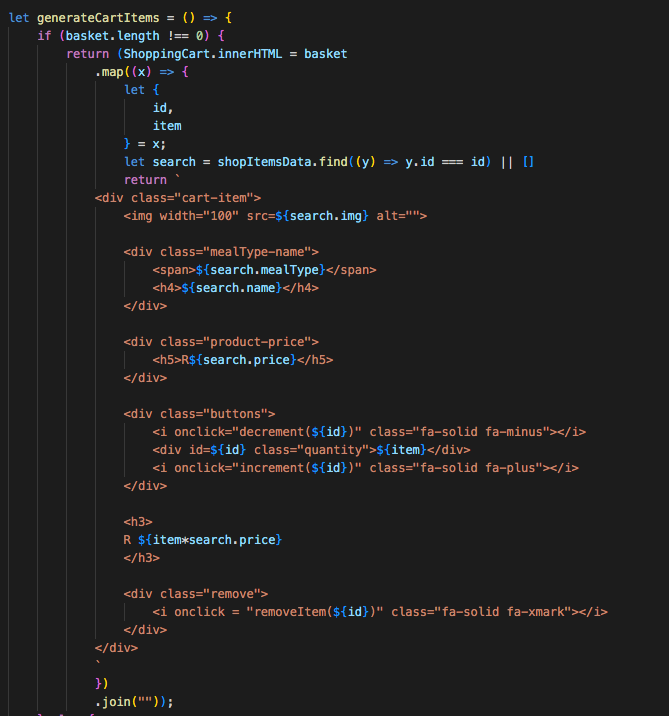 let generateCartItems = () => {
if (basket.length !== 0) {
return (ShoppingCart.innerHTML = basket
.map((x) => {
let {
id,
item
} = x;
let search = shopItemsData.find((y) => y.id === id) || []
return `
<div class="cart-item">
<img width="100" src=${search.img} alt="">
<div class="mealType-name">
<span>${search.mealType}</span>
<h4>${search.name}</h4>
</div>
<div class="product-price">
<h5>R${search.price}</h5>
</div>
<div class="buttons">
<i onclick="decrement(${id})" class="fa-solid fa-minus"></i>
<div id=${id} class="quantity">${item}</div>
<i onclick="increment(${id})" class="fa-solid fa-plus"></i>
</div>
<h3>
R ${item*search.price}
</h3>
<div class="remove">
<i onclick = "removeItem(${id})" class="fa-solid fa-xmark"></i>
</div>
</div>
`
})
.join(""));